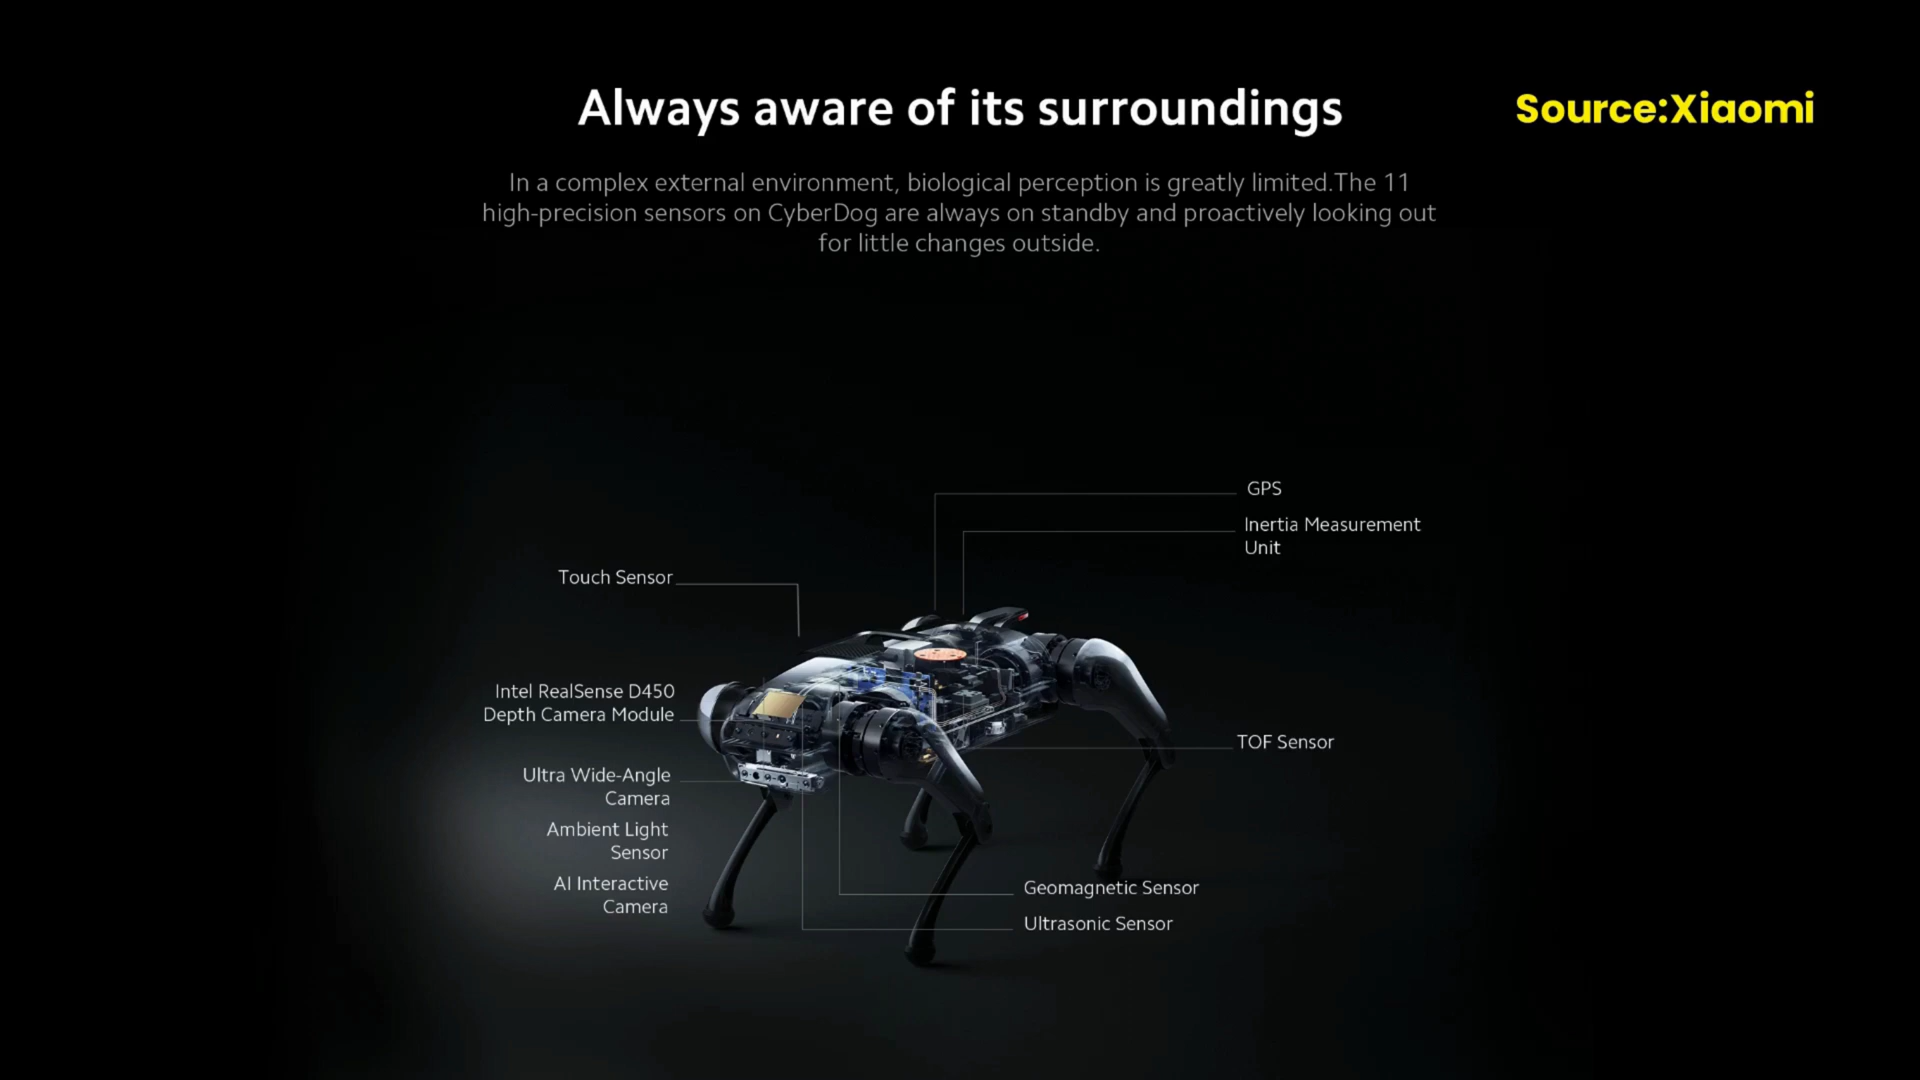 Always aware of its surroundings
Source:Xiaomi
In a complex external environment, biological perception is greatly limited.The 11
high-precision sensors on CyberDog are always on standby and proactively looking out
for little changes outside.
GPS
Inertia Measurement
Unit
Touch Sensor
Intel RealSense D450
Depth Camera Module
TOF Sensor
Ultra Wide-Angle
Camera
Ambient Light
Sensor
AI Interactive
Camera
Geomagnetic Sensor
Ultrasonic Sensor